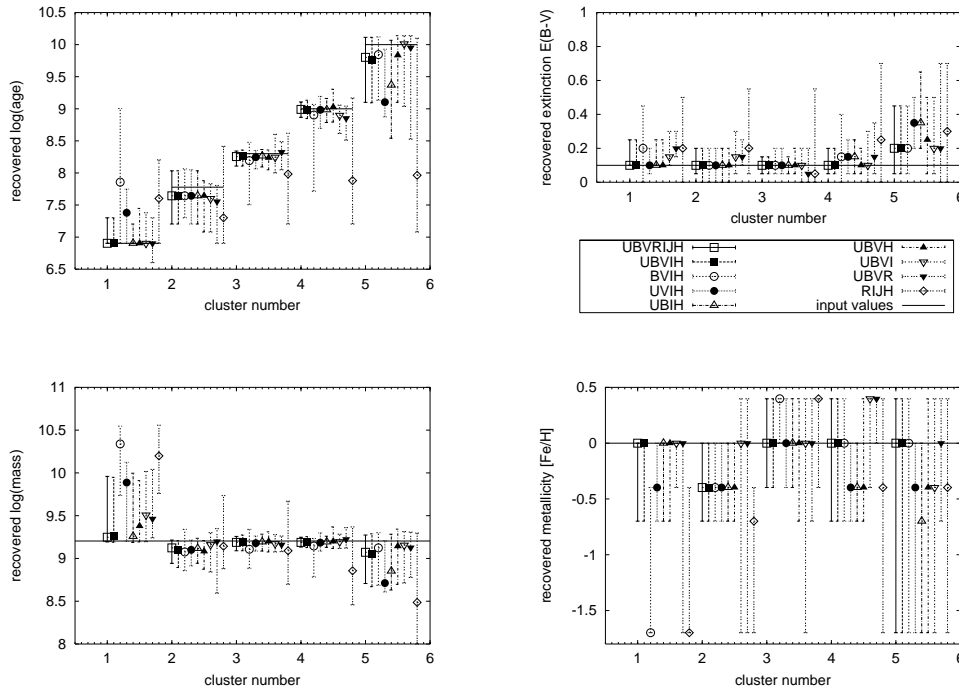 recovered log(age)
10.5
10
9.5
9
8.5
8
7.5
7
6.5
1 2 3 4 5 6
cluster number
recovered extinction E(B-V)
1
0.8
0.6
0.4
0.2
0
1 2 3 4 5 6
cluster number
UBVRIJH UBVH
UBVIH UBVI
BVIH UBVR
UVIH RIJH
UBIH input values
recovered log(mass)
11
10.5
10
9.5
9
8.5
8
1 2 3 4 5 6
cluster number
recovered metallicity [Fe/H]
0.5
0
-0.5
-1
-1.5
1 2 3 4 5 6
cluster number